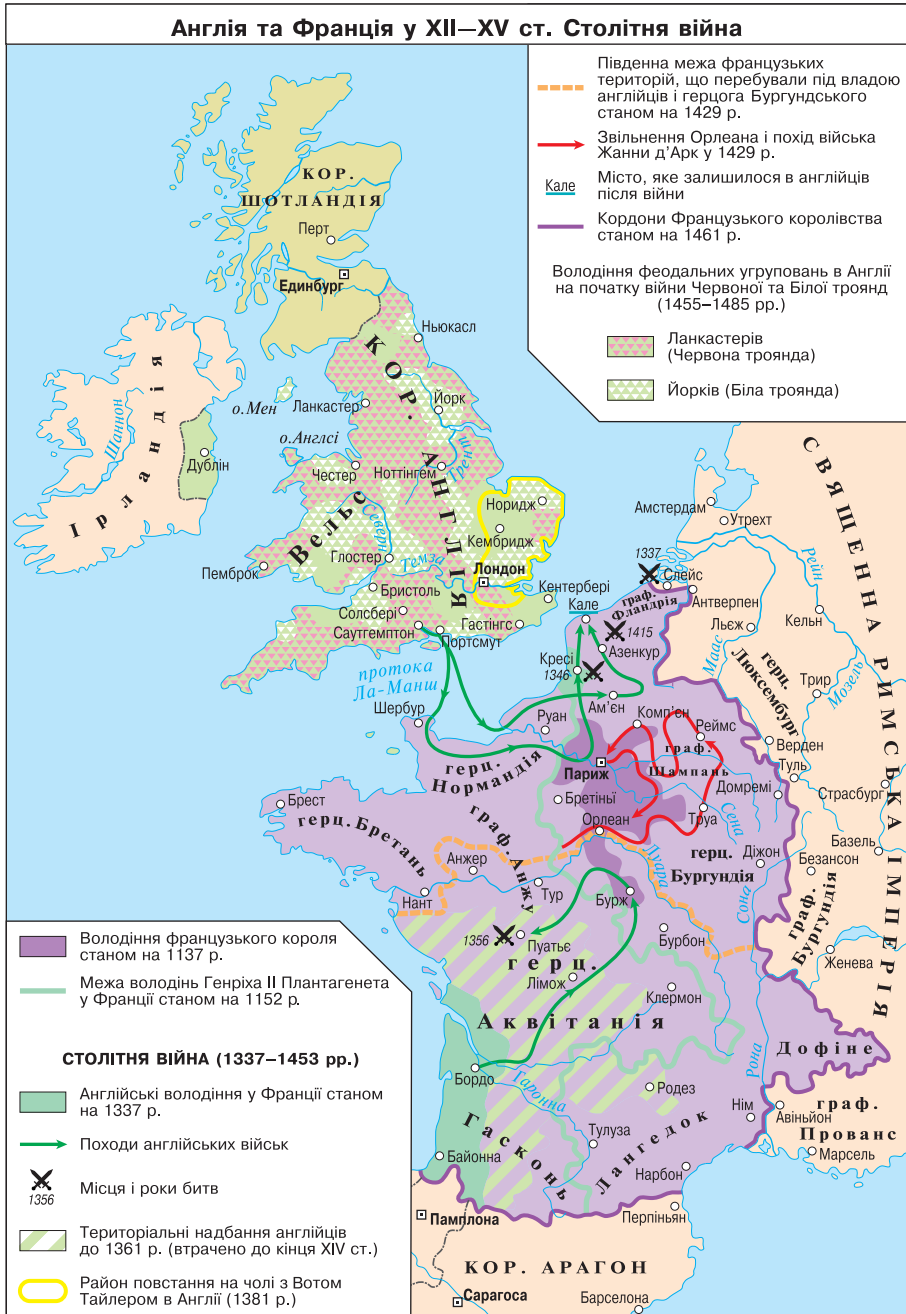 Англія та Франція у XII—XV ст. Столітня війна
Південна межа французьких
територій, що перебували під владою
англійців і герцога Бургундського
станом на 1429 р.
Звільнення Орлеана і похід війська
Жанни д’Арк у 1429 р.
Кале
Місто, яке залишилося в англійців
після війни
Кордони Французького королівства
станом на 1461 р.
Володіння феодальних угруповань в Англії
на початку війни Червоної та Білої троянд
(1455–1485 рр.)
Ланкастерів
(Червона троянда)
Йорків (Біла троянда)
КОР.
ШОТЛАНДІЯ
Перт
Единбург
Ньюкасл
КОР. АНГЛІЯ
Йорк
о.Мен
Ланкастер
о.Англсі
Ірландія
Шаннон
Дублін
Честер
Ноттінгем
Трент
Вельс
Северн
Норидж
Кембридж
Глостер
Темза
Лондон
Пемброк
Бристоль
Солсбері
Саутгемптон
Портсмут
Гастінгс
Кентербері
Кале
протока
Ла-Манш
СВЯЩЕННА РИМСЬКА ІМПЕРІЯ
Амстердам
Утрехт
Рейн
1337
Слейс
граф.
Фландрія
Антверпен
Льєж
Кельн
1415
Азенкур
Маас
герц.
Люксембург
Кресі
1346
Трир
Мозель
Шербур
Руан
Ам’єн
Комп’єн
Реймс
Верден
герц.
Нормандія
Париж
граф.
Шампань
Туль
Домремі
Страсбург
Брест
герц. Бретань
Бретіньї
Орлеан
Труа
Сена
граф. Анжу
Анжер
Луара
герц.
Бургундія
Діжон
Базель
Безансон
Нант
Тур
Бурж
Сона
граф.
Бургундія
1356
Пуатьє
Бурбон
Женева
герц.
Аквітанія
Лімож
Клермон
Дофіне
Бордо
Гаронна
Рона
Родез
Нім
Авіньйон
граф.
Прованс
Марсель
Гасконь
Тулуза
Лангедок
Байонна
Нарбон
Перпіньян
Памплона
КОР. АРАГОН
Сарагоса
Барселона
Володіння французького короля
станом на 1137 р.
Межа володінь Генріха II Плантагенета
у Франції станом на 1152 р.
СТОЛІТНЯ ВІЙНА (1337–1453 рр.)
Англійські володіння у Франції станом
на 1337 р.
Походи англійських військ
Місця і роки битв
1356
Територіальні надбання англійців
до 1361 р. (втрачено до кінця XIV ст.)
Район повстання на чолі з Вотом
Тайлером в Англії (1381 р.)